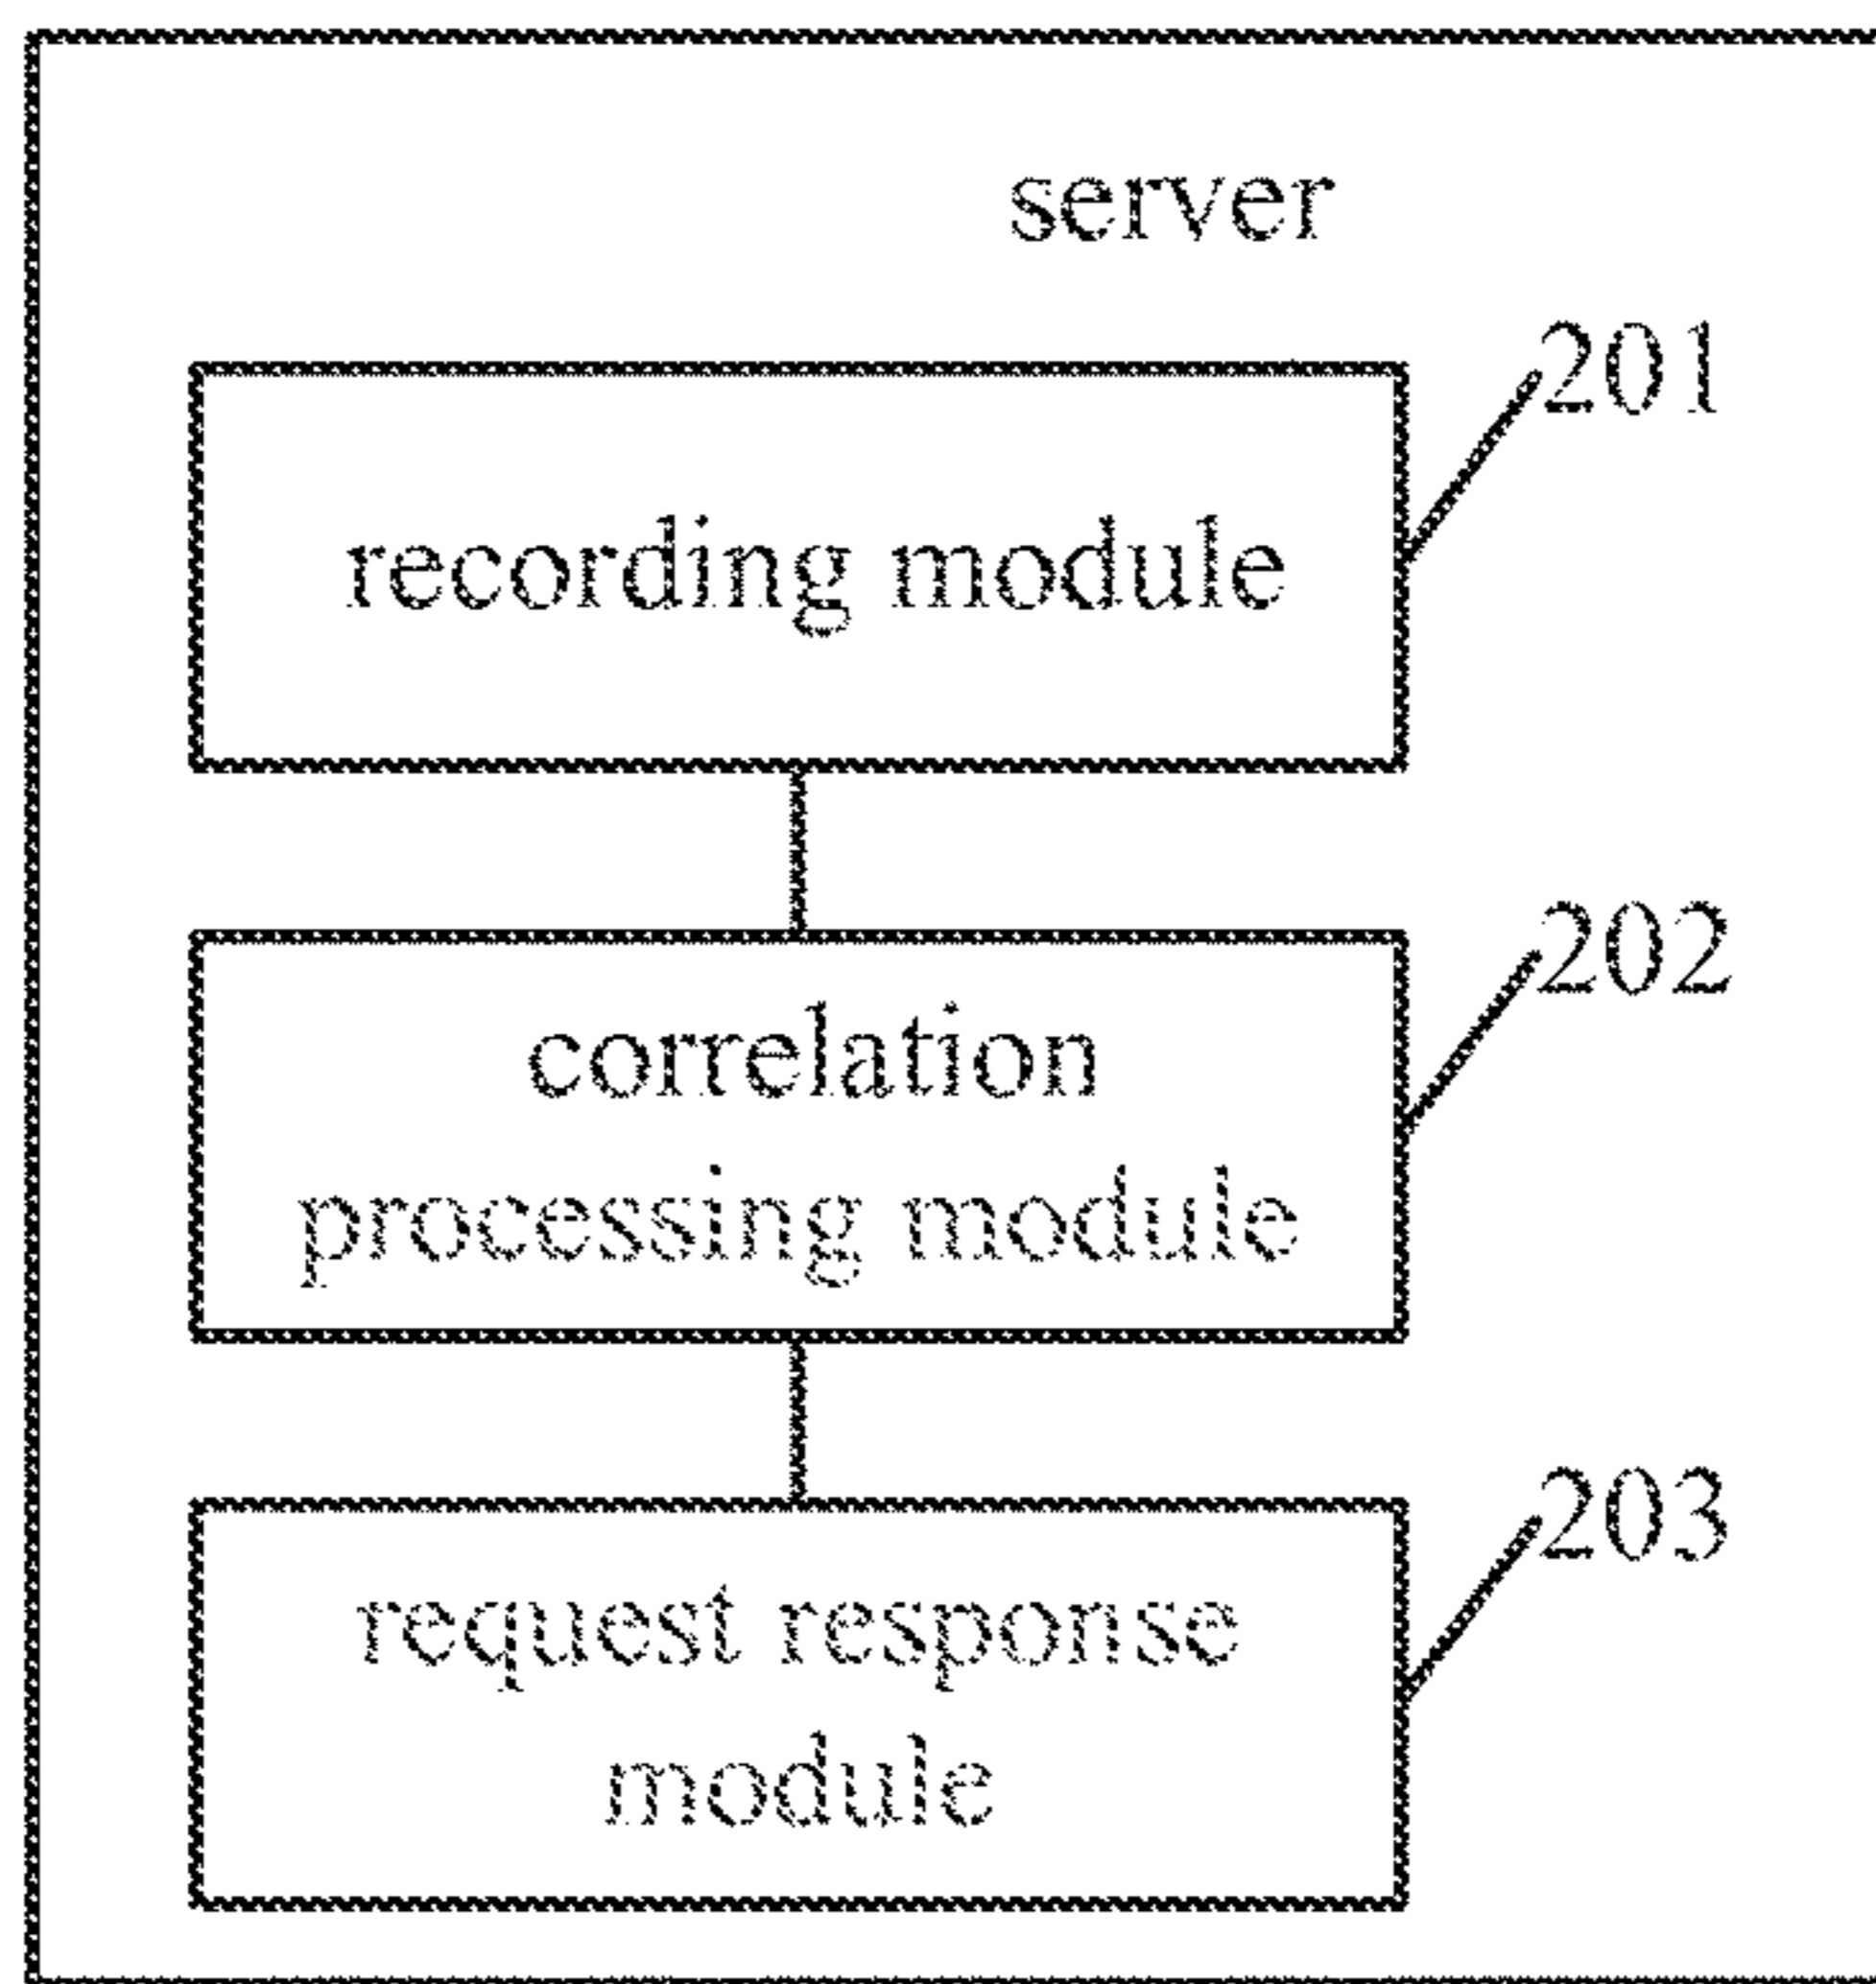 server
201
recording module
202
correlation
processing module
203
request response
module